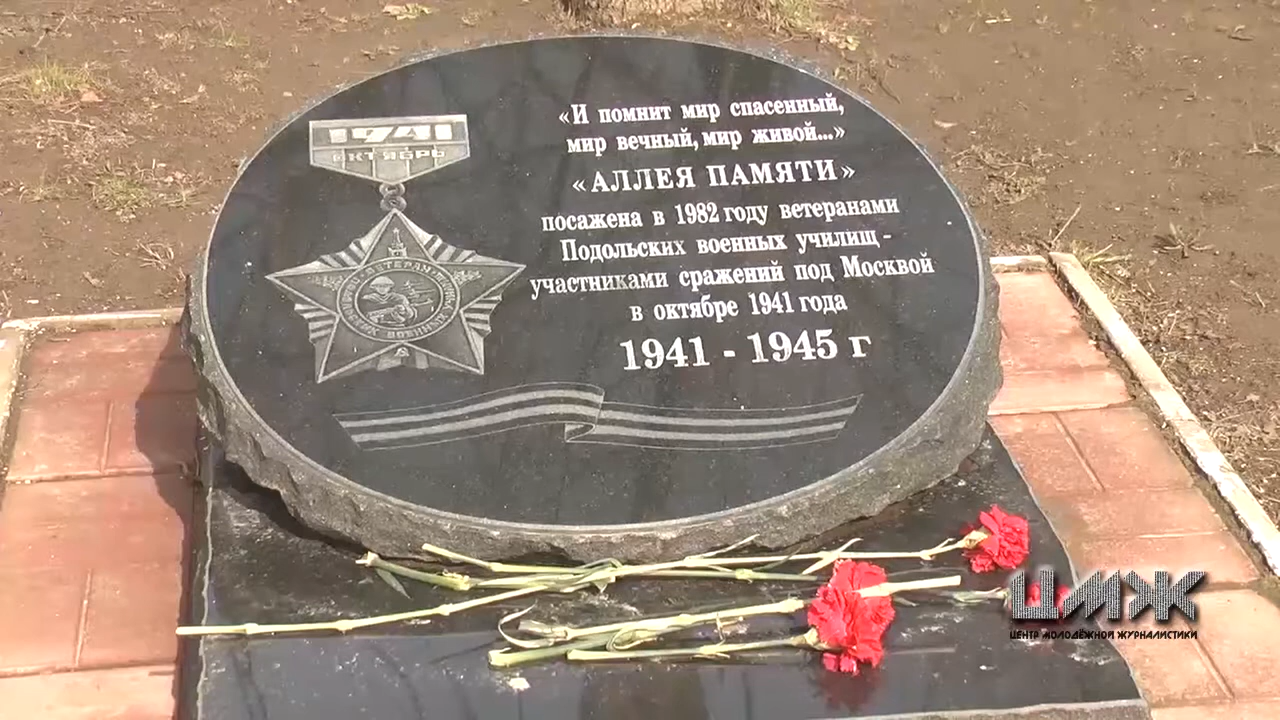 1941
ОКТЯБРЬ
«И помнит мир спасенный,
мир вечный, мир живой...»
«АЛЛЕЯ ПАМЯТИ»
посажена в 1982 году ветеранами
Подольских военных училищ -
участниками сражений под Москвой
в октябре 1941 года
1941 - 1945 г
ЦМЖ
ЦЕНТР МОЛОДЁЖНОЙ ЖУРНАЛИСТИКИ